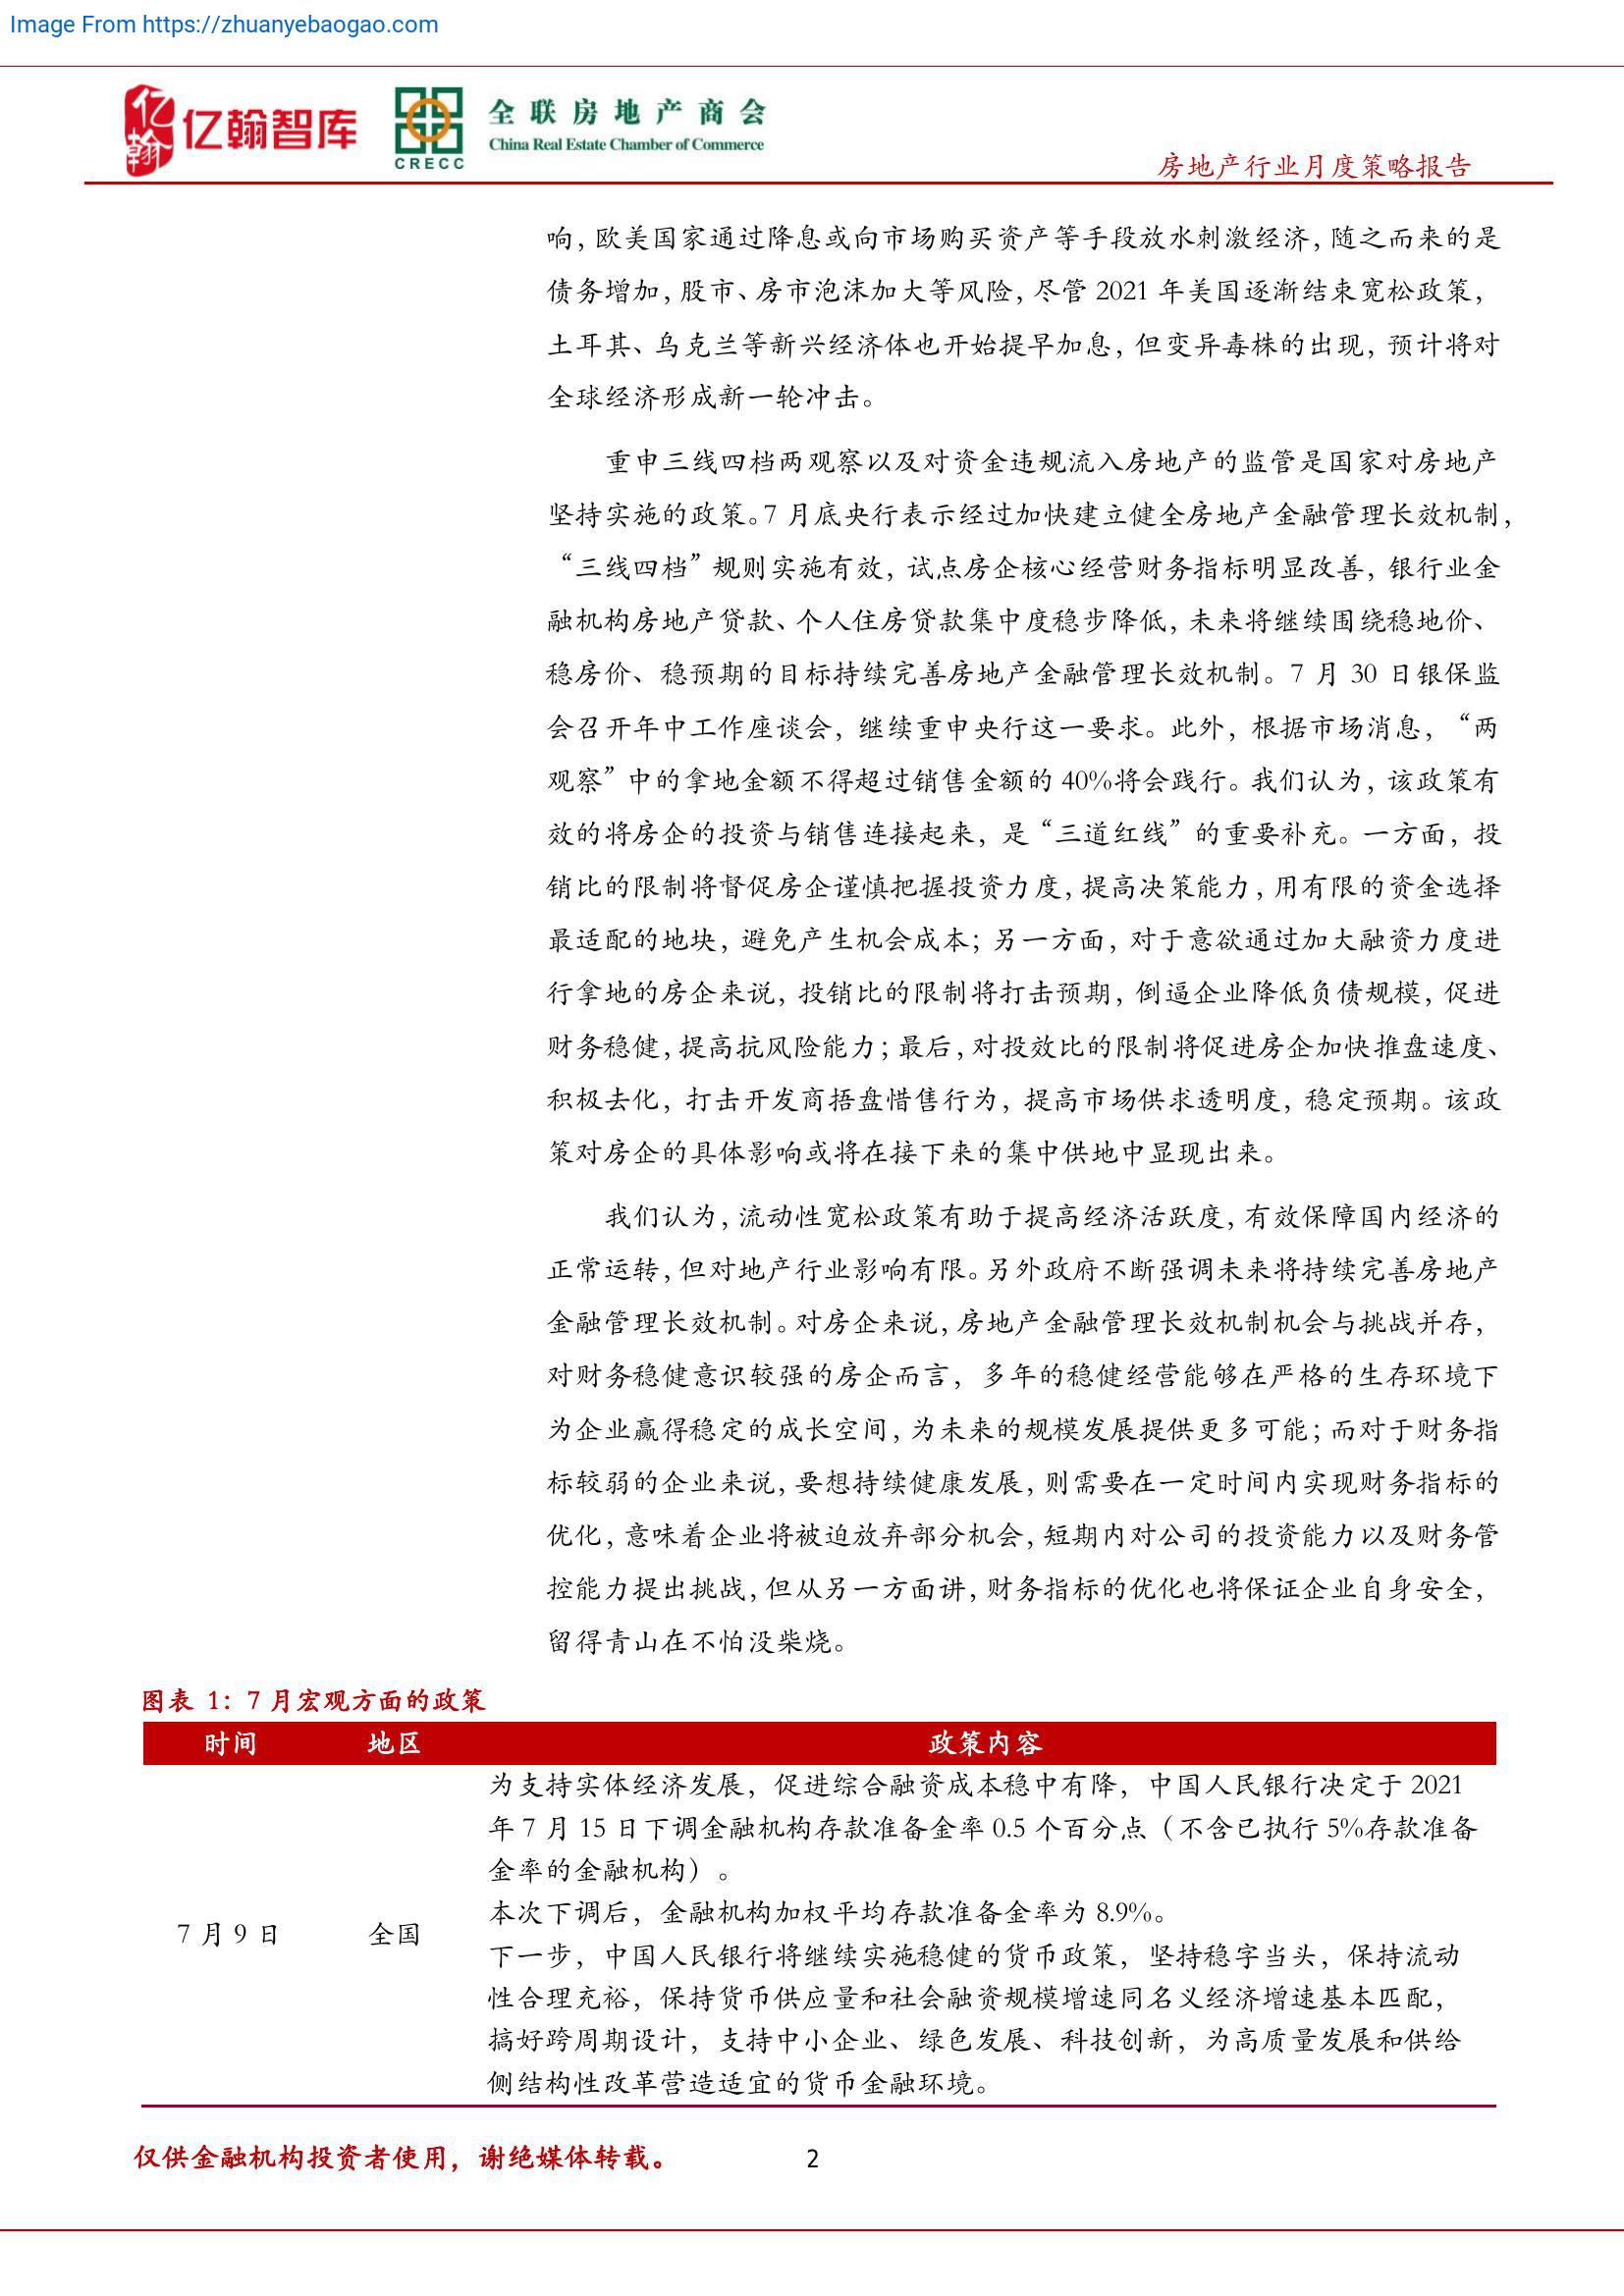 Image From https://zhuanyebaogao.com
亿翰
亿翰智库
CRECC
全联房地产商会
China Real Estate Chamber of Commerce
房地产行业月度策略报告
响，欧美国家通过降息或向市场购买资产等手段放水刺激经济，随之而来的是
债务增加，股市、房市泡沫加大等风险，尽管 2021 年美国逐渐结束宽松政策，
土耳其、乌克兰等新兴经济体也开始提早加息，但变异毒株的出现，预计将对
全球经济形成新一轮冲击。
重申三线四档两观察以及对资金违规流入房地产的监管是国家对房地产
坚持实施的政策。7 月底央行表示经过加快建立健全房地产金融管理长效机制，
“三线四档”规则实施有效，试点房企核心经营财务指标明显改善，银行业金
融机构房地产贷款、个人住房贷款集中度稳步降低，未来将继续围绕稳地价、
稳房价、稳预期的目标持续完善房地产金融管理长效机制。7 月 30 日银保监
会召开年中工作座谈会，继续重申央行这一要求。此外，根据市场消息，“两
观察”中的拿地金额不得超过销售金额的 40%将会践行。我们认为，该政策有
效的将房企的投资与销售连接起来，是“三道红线”的重要补充。一方面，投
销比的限制将督促房企谨慎把握投资力度，提高决策能力，用有限的资金选择
最适配的地块，避免产生机会成本；另一方面，对于意欲通过加大融资力度进
行拿地的房企来说，投销比的限制将打击预期，倒逼企业降低负债规模，促进
财务稳健，提高抗风险能力；最后，对投效比的限制将促进房企加快推盘速度、
积极去化，打击开发商捂盘惜售行为，提高市场供求透明度，稳定预期。该政
策对房企的具体影响或将在接下来的集中供地中显现出来。
我们认为，流动性宽松政策有助于提高经济活跃度，有效保障国内经济的
正常运转，但对地产行业影响有限。另外政府不断强调未来将持续完善房地产
金融管理长效机制。对房企来说，房地产金融管理长效机制机会与挑战并存，
对财务稳健意识较强的房企而言，多年的稳健经营能够在严格的生存环境下
为企业赢得稳定的成长空间，为未来的规模发展提供更多可能；而对于财务指
标较弱的企业来说，要想持续健康发展，则需要在一定时间内实现财务指标的
优化，意味着企业将被迫放弃部分机会，短期内对公司的投资能力以及财务管
控能力提出挑战，但从另一方面讲，财务指标的优化也将保证企业自身安全，
留得青山在不怕没柴烧。
图表 1：7 月宏观方面的政策
时间 地区 政策内容
为支持实体经济发展，促进综合融资成本稳中有降，中国人民银行决定于 2021
年 7 月 15 日下调金融机构存款准备金率 0.5 个百分点（不含已执行 5%存款准备
金率的金融机构）。
本次下调后，金融机构加权平均存款准备金率为 8.9%。
7 月 9 日 全国
下一步，中国人民银行将继续实施稳健的货币政策，坚持稳字当头，保持流动
性合理充裕，保持货币供应量和社会融资规模增速同名义经济增速基本匹配，
搞好跨周期设计，支持中小企业、绿色发展、科技创新，为高质量发展和供给
侧结构性改革营造适宜的货币金融环境。
仅供金融机构投资者使用，谢绝媒体转载。 2